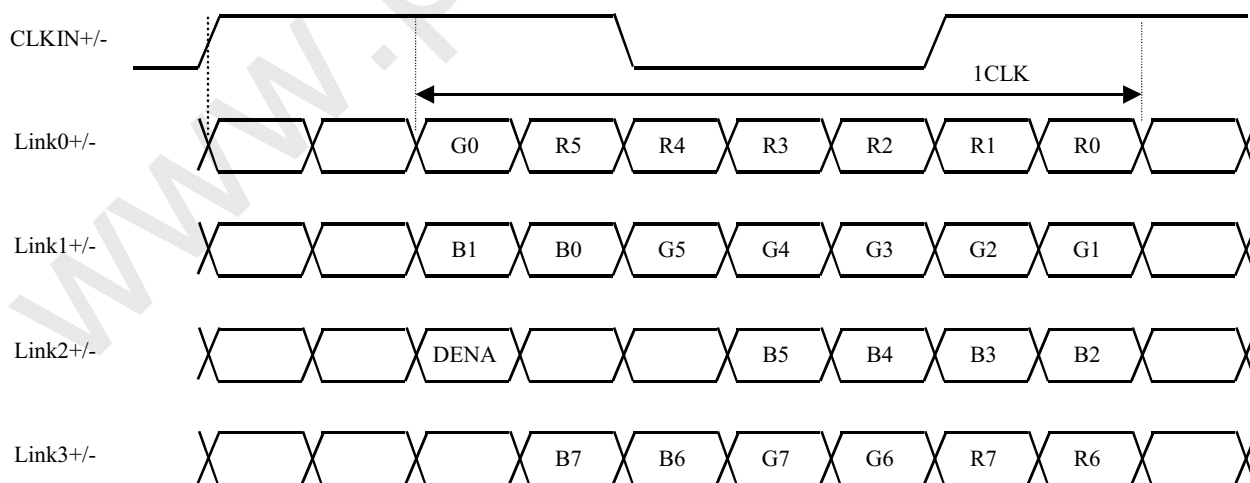 CLKIN+/-
1CLK
Link0+/- G0 R5 R4 R3 R2 R1 R0
Link1+/- B1 B0 G5 G4 G3 G2 G1
Link2+/- DENA B5 B4 B3 B2
Link3+/- B7 B6 G7 G6 R7 R6
www.p